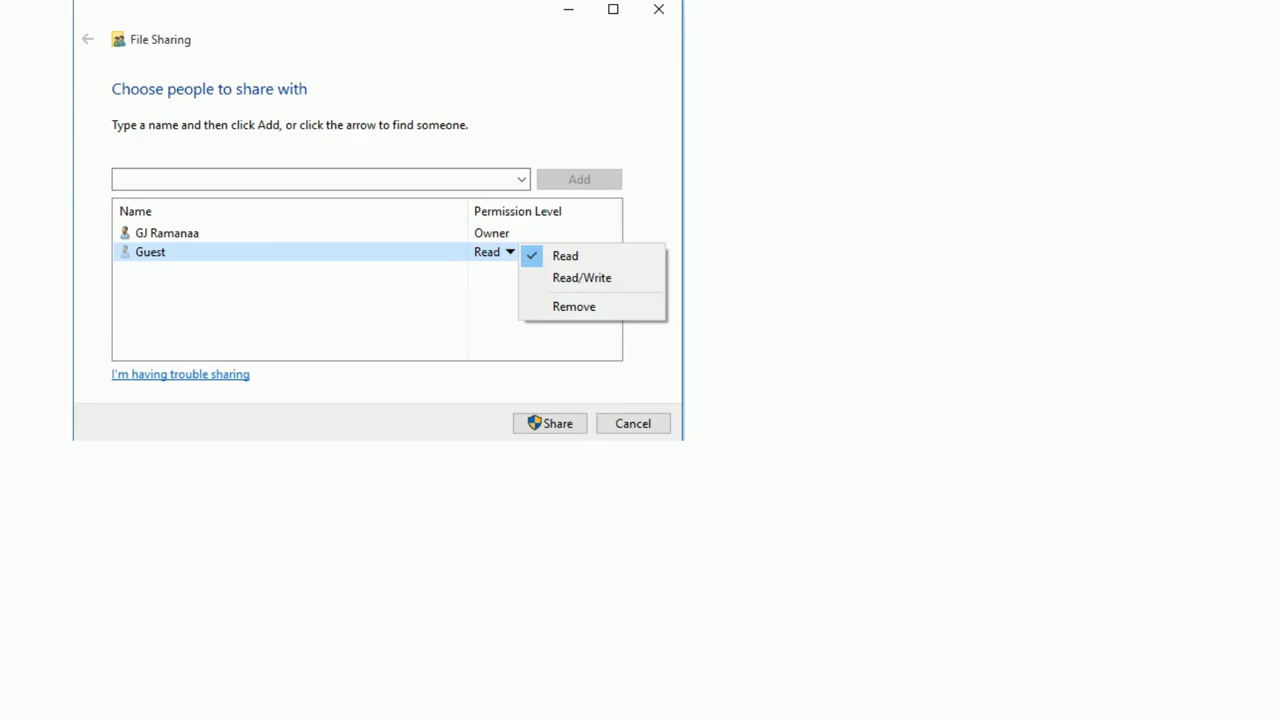 File Sharing
Choose people to share with
Type a name and then click Add, or click the arrow to find someone.
Add
Name Permission Level
GJ Ramanaa Owner
Guest Read
Read
Read/Write
Remove
I'm having trouble sharing
Share Cancel